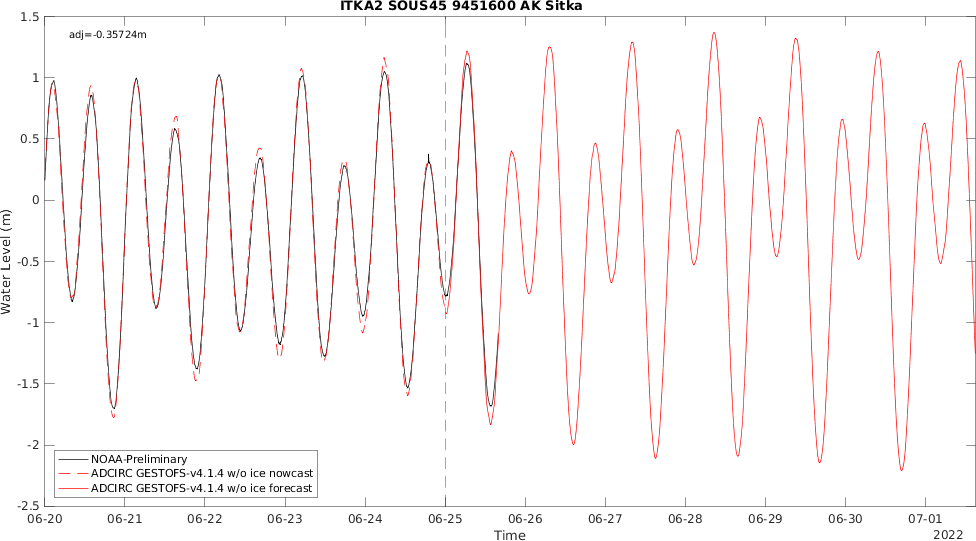 ITKA2 SOUS45 9451600 AK Sitka
adj=-0.35724m
1.5
1
0.5
0
-0.5
-1
-1.5
-2
-2.5
Water Level (m)
NOAA-Preliminary
ADCIRC GESTOFS-v4.1.4 w/o ice nowcast
ADCIRC GESTOFS-v4.1.4 w/o ice forecast
06-20 06-21 06-22 06-23 06-24 06-25 06-26 06-27 06-28 06-29 06-30 07-01
Time
2022